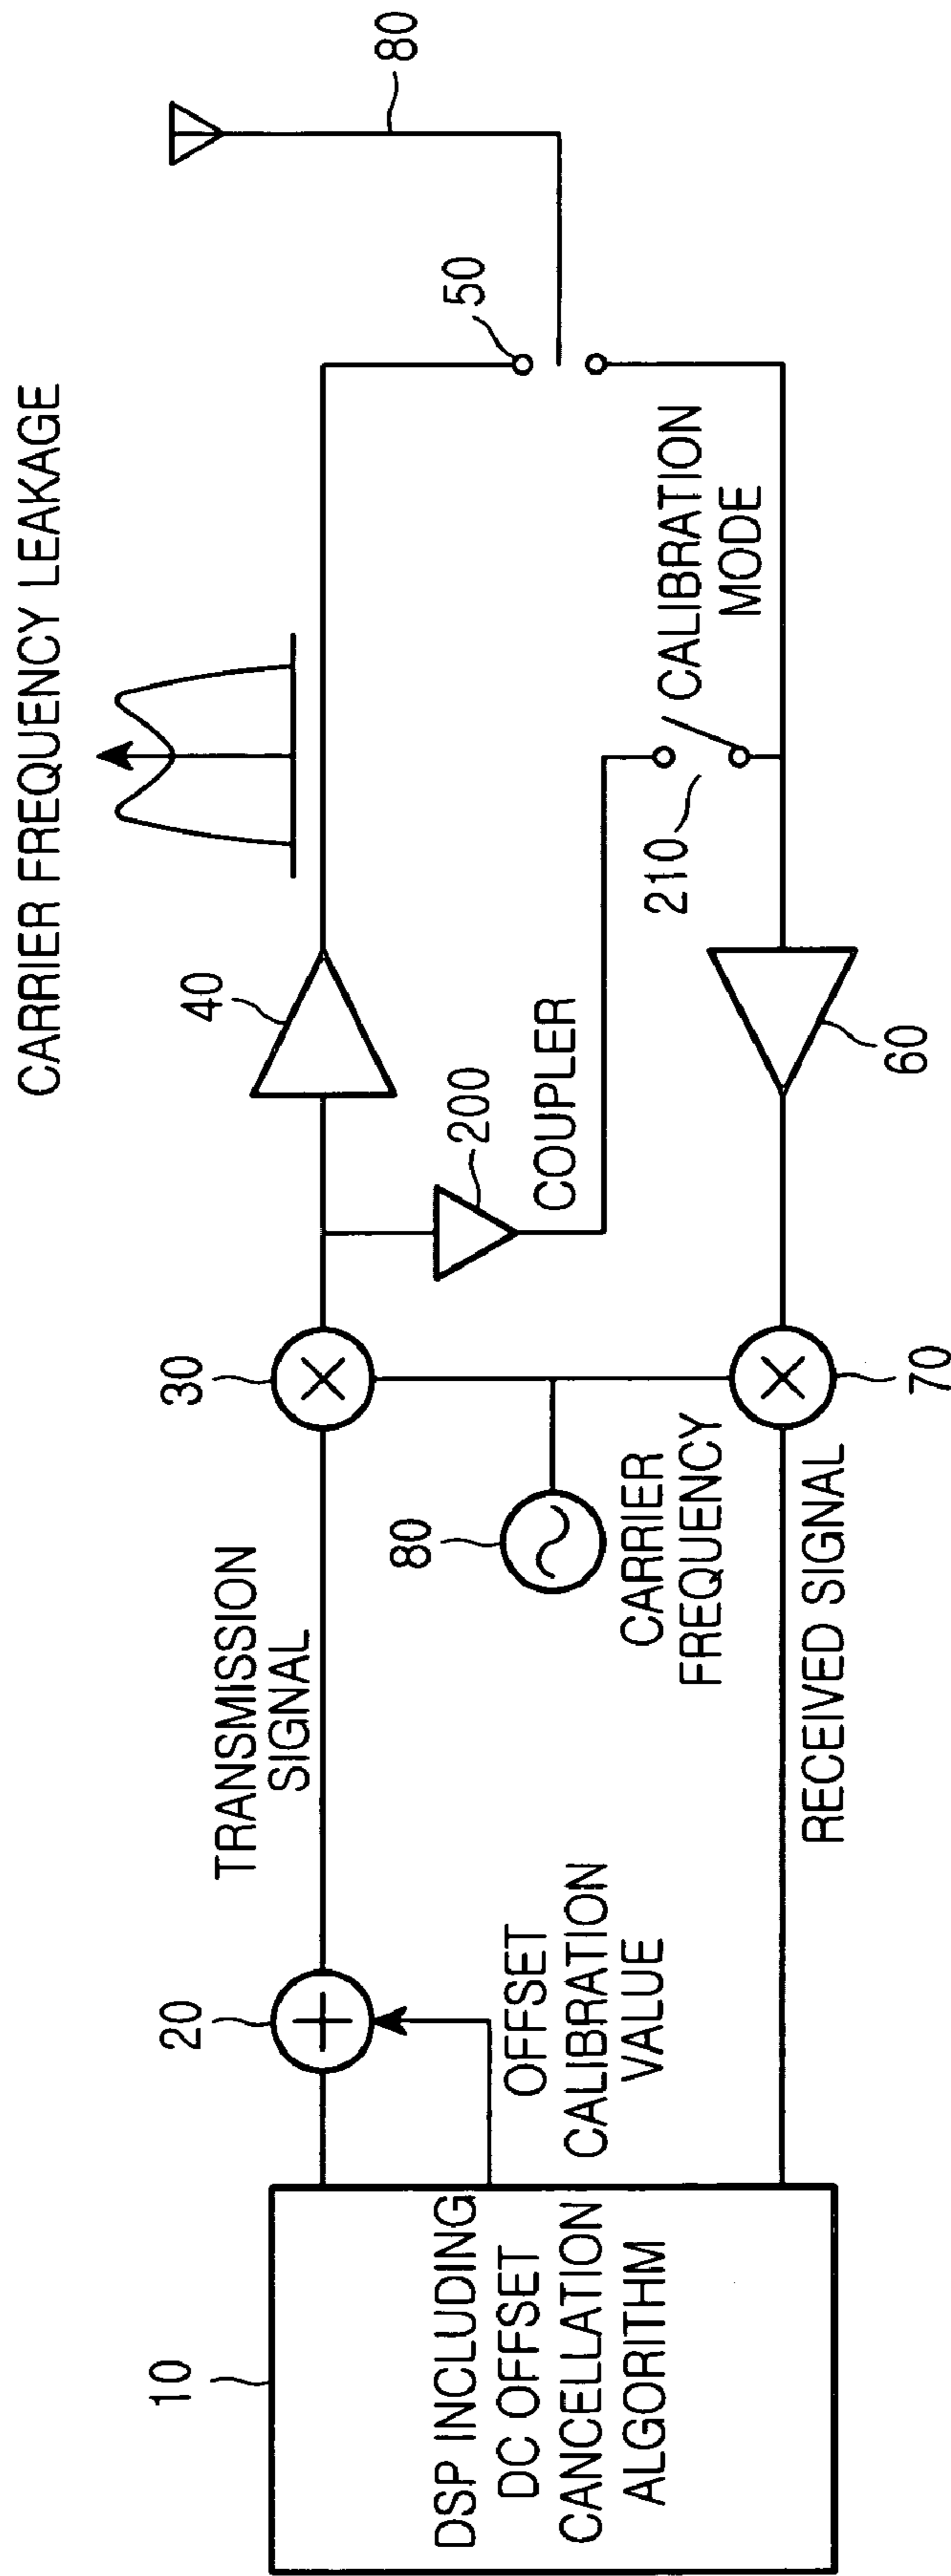 CARRIER FREQUENCY LEAKAGE
10
DSP INCLUDING
DC OFFSET
CANCELLATION
ALGORITHM
20
OFFSET
CALIBRATION
VALUE
TRANSMISSION
SIGNAL
30
80
CARRIER
FREQUENCY
RECEIVED SIGNAL
70
40
200
COUPLER
60
210
CALIBRATION
MODE
50
80